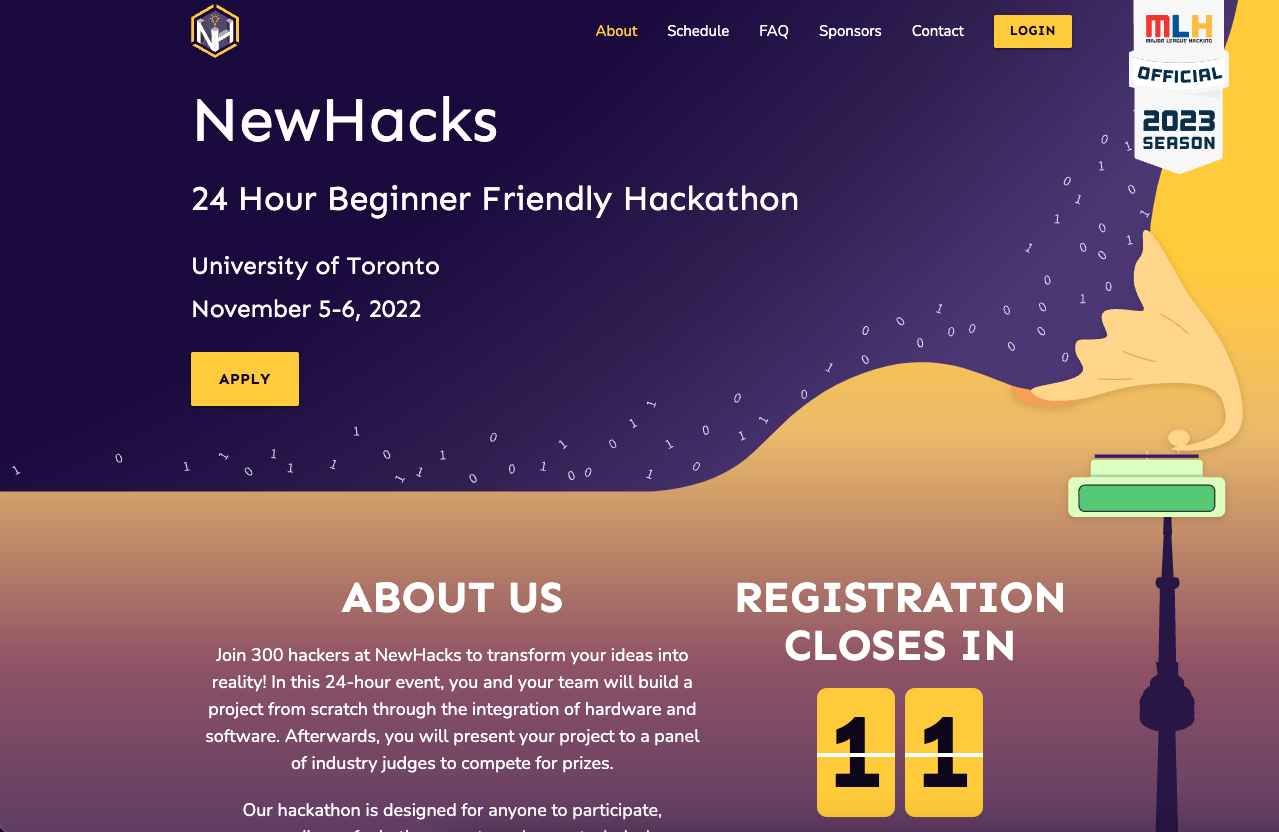 NH
About
Schedule
FAQ
Sponsors
Contact
LOGIN
MLH
MAJOR LEAGUE HACKING
OFFICIAL
2023
SEASON
NewHacks
24 Hour Beginner Friendly Hackathon
University of Toronto
November 5-6, 2022
APPLY
ABOUT US
Join 300 hackers at NewHacks to transform your ideas into
reality! In this 24-hour event, you and your team will build a
project from scratch through the integration of hardware and
software. Afterwards, you will present your project to a panel
of industry judges to compete for prizes.
Our hackathon is designed for anyone to participate,
REGISTRATION
CLOSES IN
11